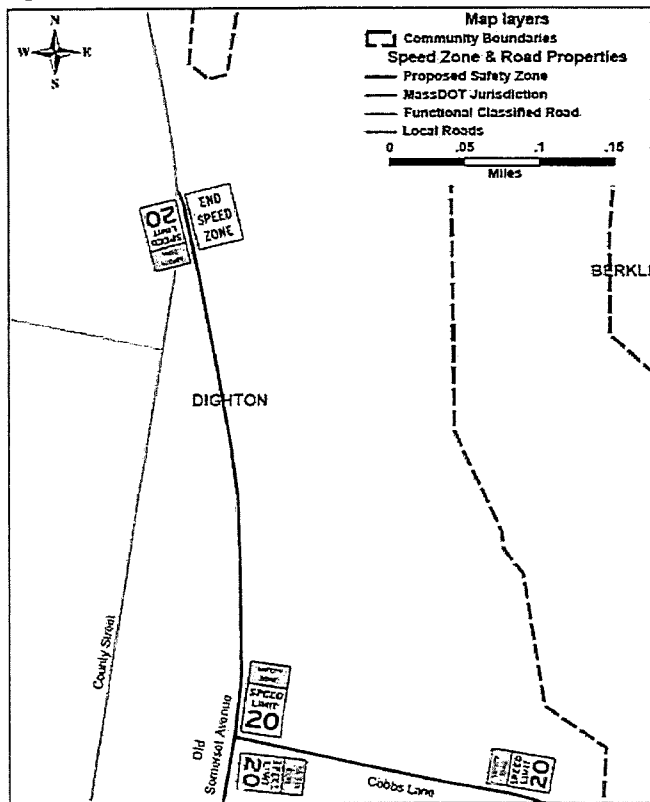 N
W E
S
Map layers
Community Boundaries
Speed Zone & Road Properties
Proposed Safety Zone
MassDOT Jurisdiction
Functional Classified Road
Local Roads
0 .05 .1 .15
Miles
END
SPEED
ZONE
SPEED
LIMIT
20
BERKL
DIGHTON
County Street
SPEED
LIMIT
20
Old
Somerset Avenue
SPEED
LIMIT
20
Cobbs Lane
SPEED
LIMIT
20